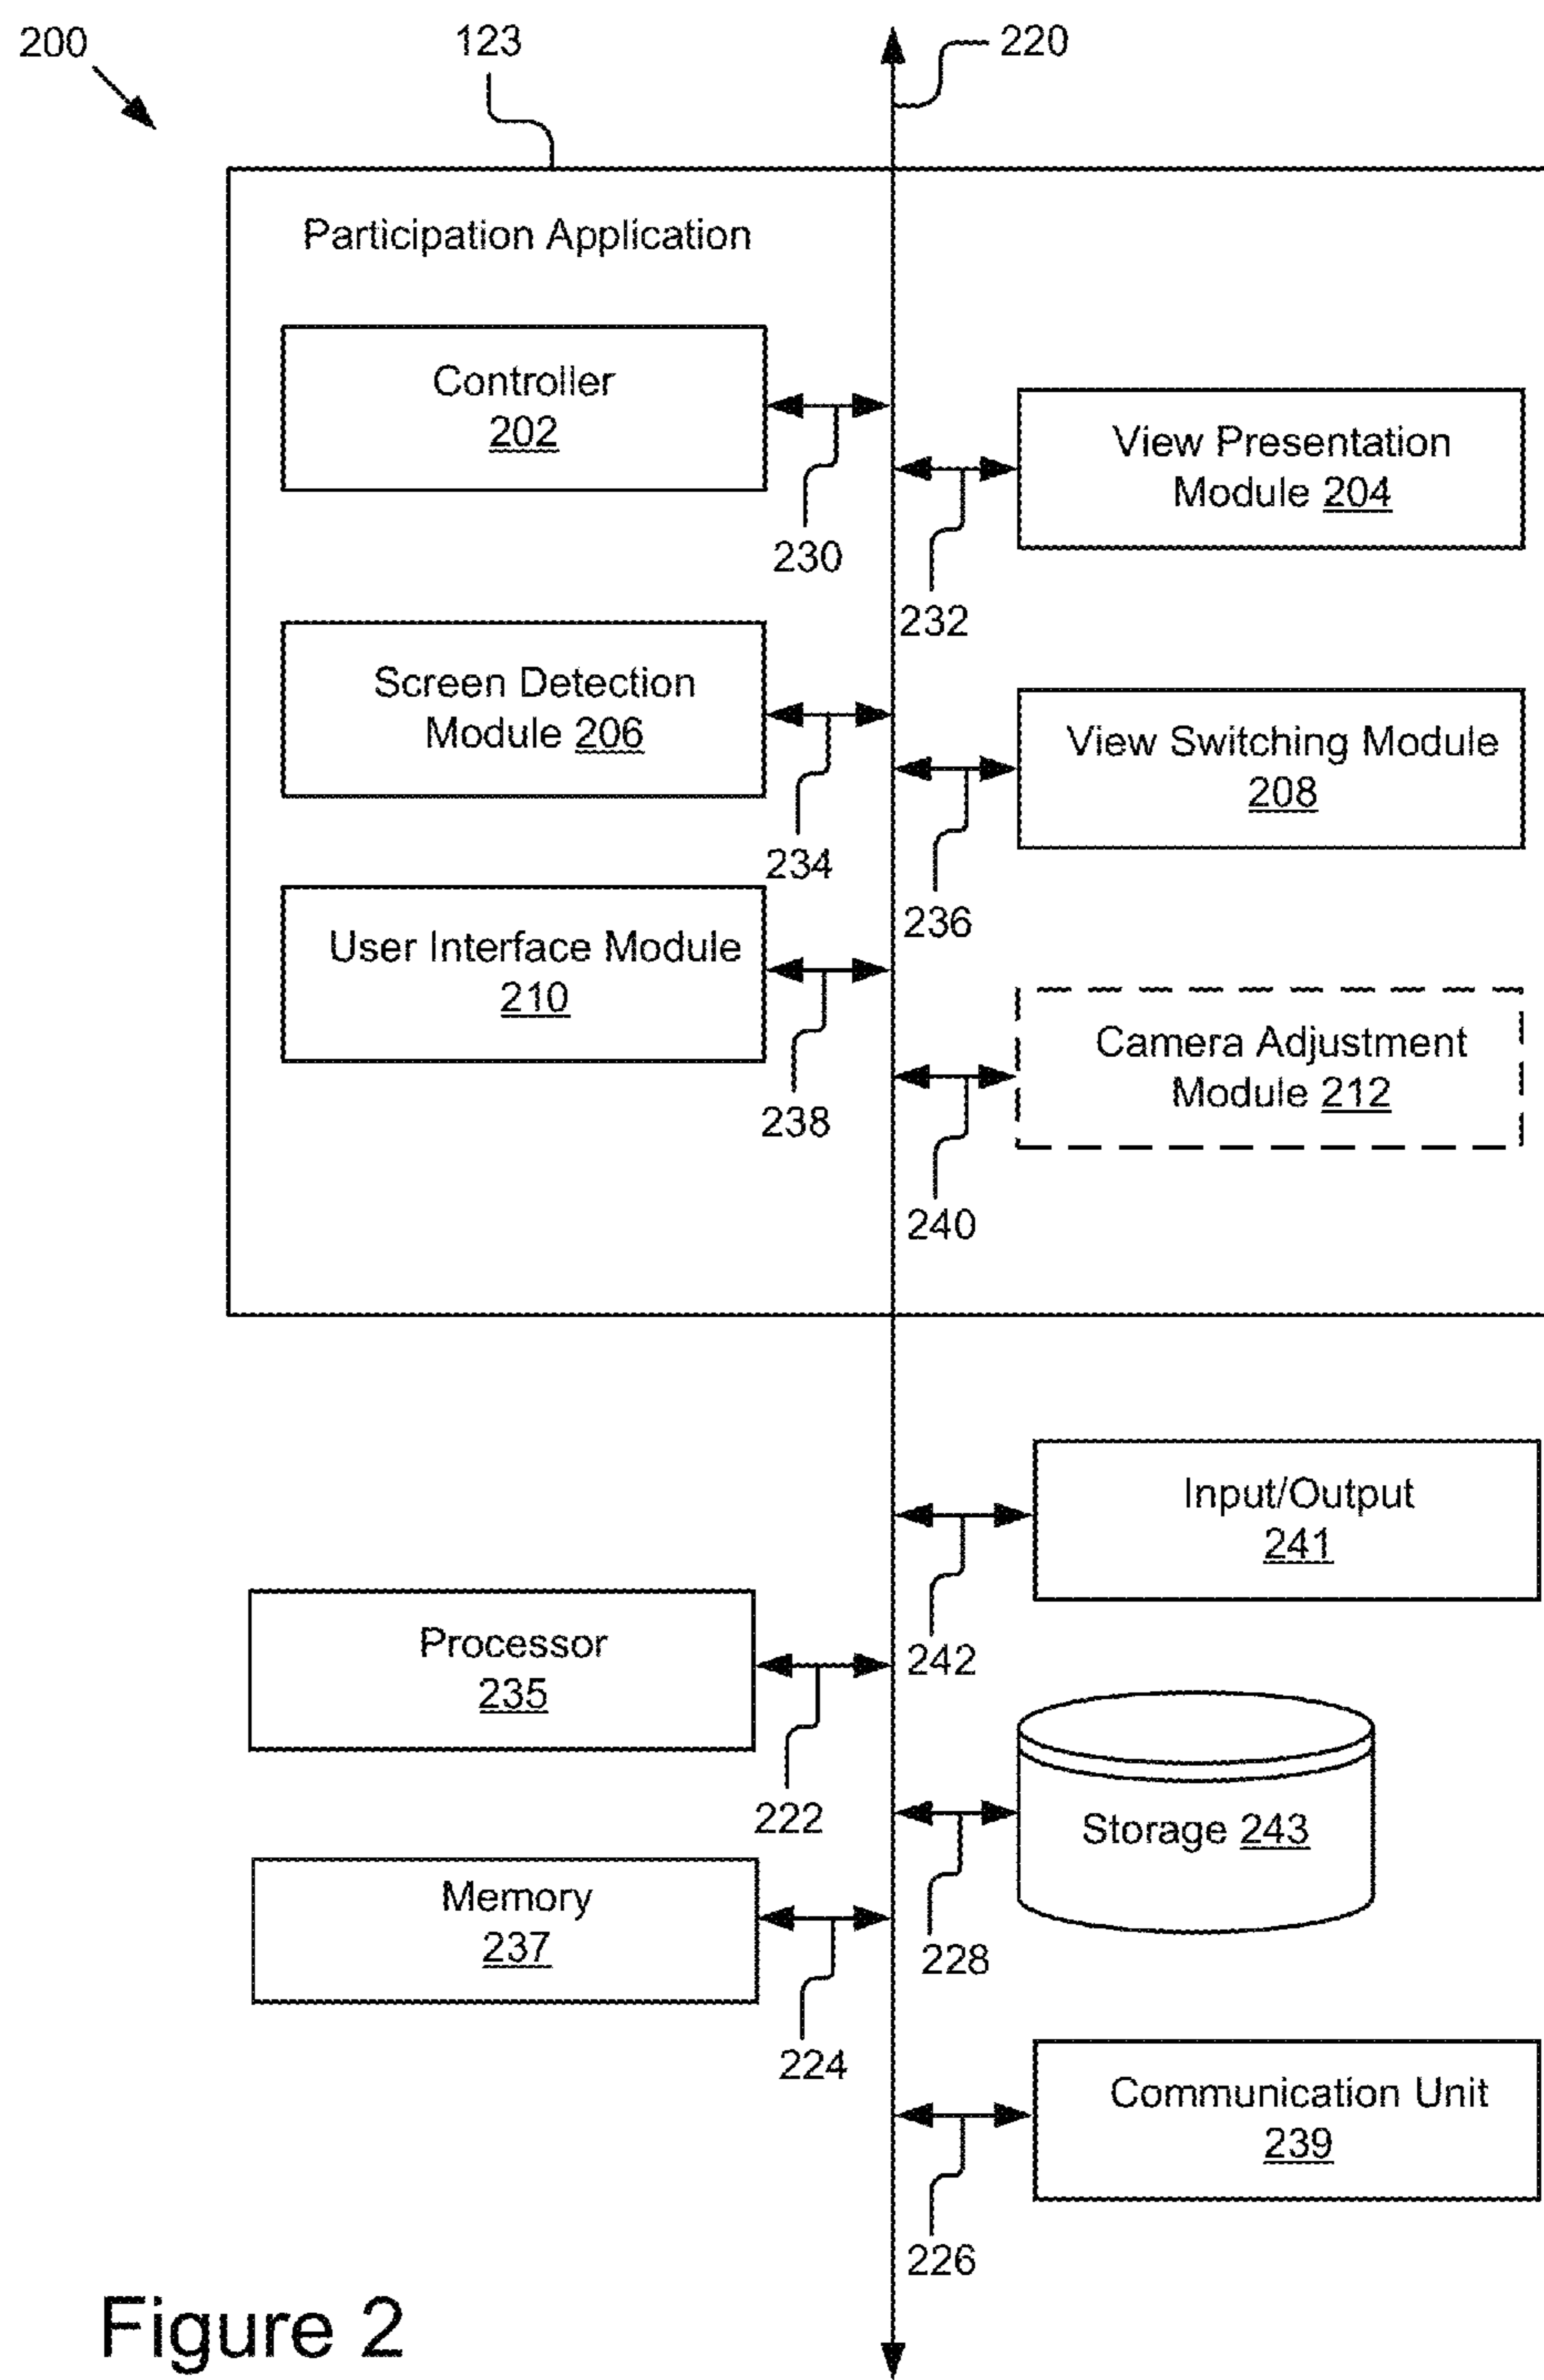 200
123
220
Participation Application
Controller
202
230
View Presentation
Module 204
232
Screen Detection
Module 206
234
View Switching Module
208
236
User Interface Module
210
238
Camera Adjustment
Module 212
240
Input/Output
241
242
Processor
235
222
Storage 243
228
Memory
237
224
Communication Unit
239
226
Figure 2